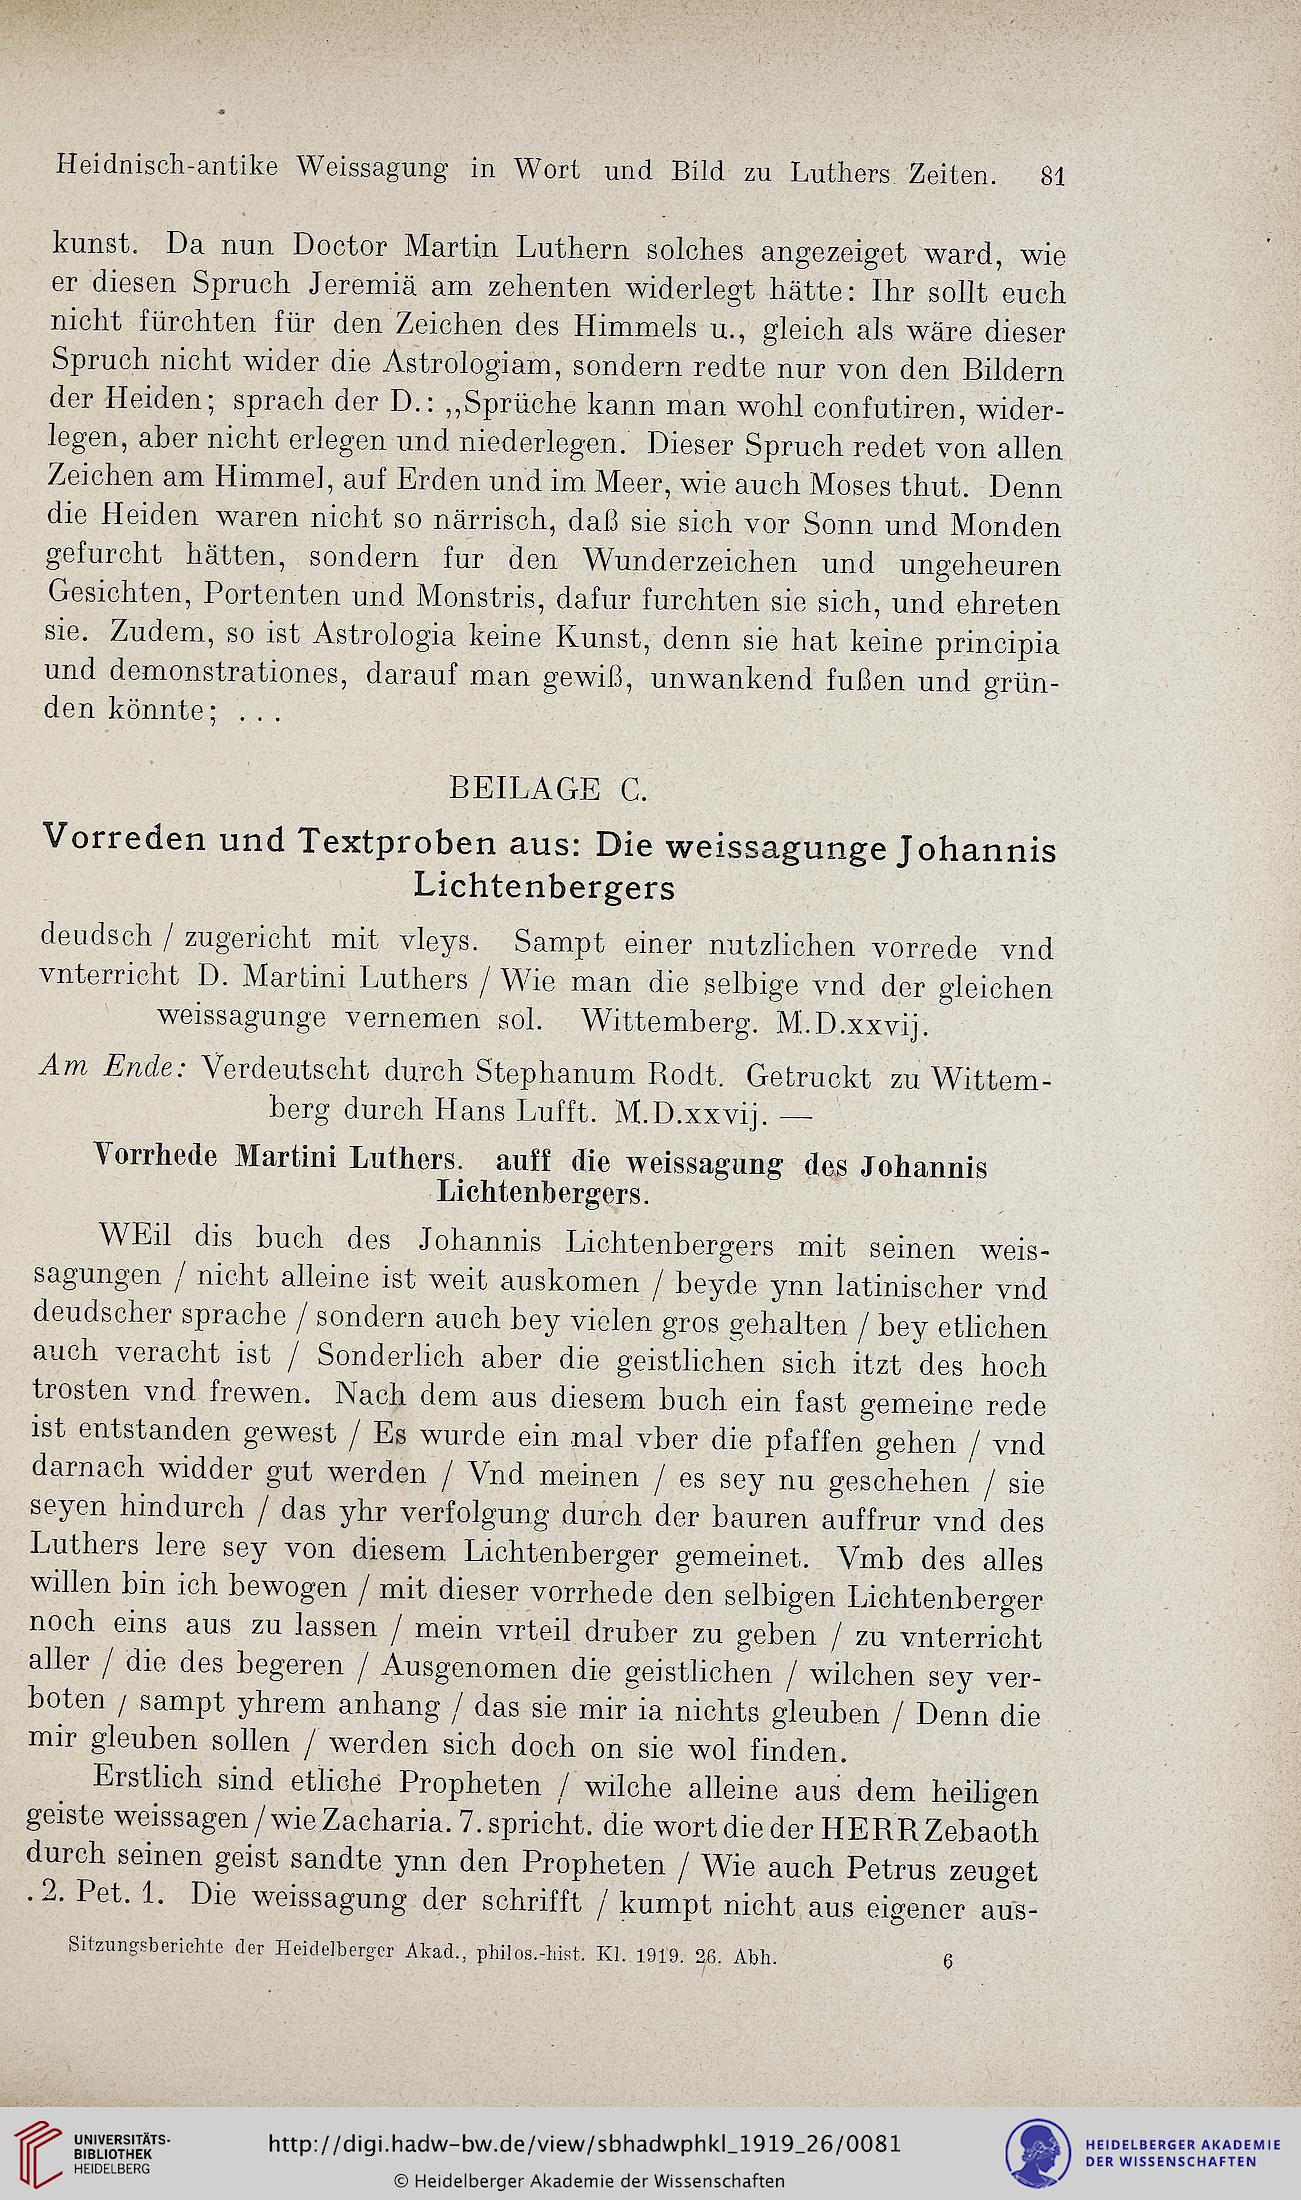 Heidnisch-antike Weissagung in Wort und Bild zu Luthers Zeiten. 81
kunst. Da nun Doctor Martin Luthern solches angezeiget ward, wie
er diesen Spruch Jeremiä am zehenten widerlegt hätte: Ihr sollt euch
nicht fürchten für den Zeichen des Himmels u., gleich als wäre dieser
Spruch nicht wider die Astrologiam, sondern redte nur von den Bildern
der Heiden; sprach der D.: „Sprüche kann man wohl confutiren, wider-
legen, aber nicht erlegen und niederlegen. Dieser Spruch redet von allen
Zeichen am Himmel, auf Erden und im Meer, wie auch Moses thut. Denn
die Heiden waren nicht so närrisch, daß sie sich vor Sonn und Monden
gefurcht hätten, sondern fur den Wunderzeichen und ungeheuren
Gesichten, Portenten und Monstris, dafur furchten sie sich, und ehreten
sie. Zudem, so ist Astrologia keine Kunst, denn sie hat keine principia
und demonstrationes, darauf man gewiß, unwankend fußen und grün-
den könnte; ...
BEILAGE C.
Vorreden und Textproben aus: Die weissagunge Johannis
Lichtenbergers
deudsch / zugericht mit vleys. Sampt einer nutzlichen vorrede vnd
vnterricht D. Martini Luthers / Wie man die selbige vnd der gleichen
weissagunge vernemen sol. Wittemberg. M.D.xxvij.
Am Ende: Verdeutscht durch Stephanum Rodt. Getruckt zu Wittem-
berg durch Hans Lufft. M.D.xxvij. —
Vorrhede Martini Luthers. auff die weissagung des Johannis
Lichtenbergers.
WEil dis buch des Johannis Lichtenbergers mit seinen weis-
sagungen / nicht alleine ist weit auskomen / beyde ynn latinischer vnd
deudscher sprache / sondern auch bey vielen gros gehalten / bey etlichen
auch veracht ist / Sonderlich aber die geistlichen sich itzt des hoch
trosten vnd frewen. Nach dem aus diesem buch ein fast gemeine rede
ist entstanden gewest / Es wurde ein mal vber die pfaffen gehen / vnd
darnach widder gut werden / Vnd meinen / es sey nu geschehen / sie
seyen hindurch / das yhr verfolgung durch der bauren auffrur vnd des
Luthers lere sey von diesem Lichtenberger gemeinet. Vmb des alles
willen bin ich bewogen / mit dieser vorrhede den selbigen Lichtenberger
noch eins aus zu lassen / mein vrteil druber zu geben / zu vnterricht
aller / die des begeren / Ausgenomen die geistlichen / wilchen sey ver-
boten / sampt yhrem anhang / das sie mir ia nichts gleuben / Denn die
mir gleuben sollen / werden sich doch on sie wol finden.
Erstlich sind etliche Propheten / wilche alleine aus dem heiligen
geiste weissagen / wie Zacharia. 7. spricht. die wort die der HERR Zebaoth
durch seinen geist sandte ynn den Propheten / Wie auch Petrus zeuget
.2. Pet. 1. Die weissagung der schrifft / kumpt nicht aus eigener aus-
Sitzungsberichte der Heidelberger Akad., philos.-hist. Kl. 1919. 26. Abh. 6
UNIVERSITÄTS-
BIBLIOTHEK
HEIDELBERG
http://digi.hadw-bw.de/view/sbhadwphkl_1919_26/0081
© Heidelberger Akademie der Wissenschaften
HEIDELBERGER AKADEMIE
DER WISSENSCHAFTEN